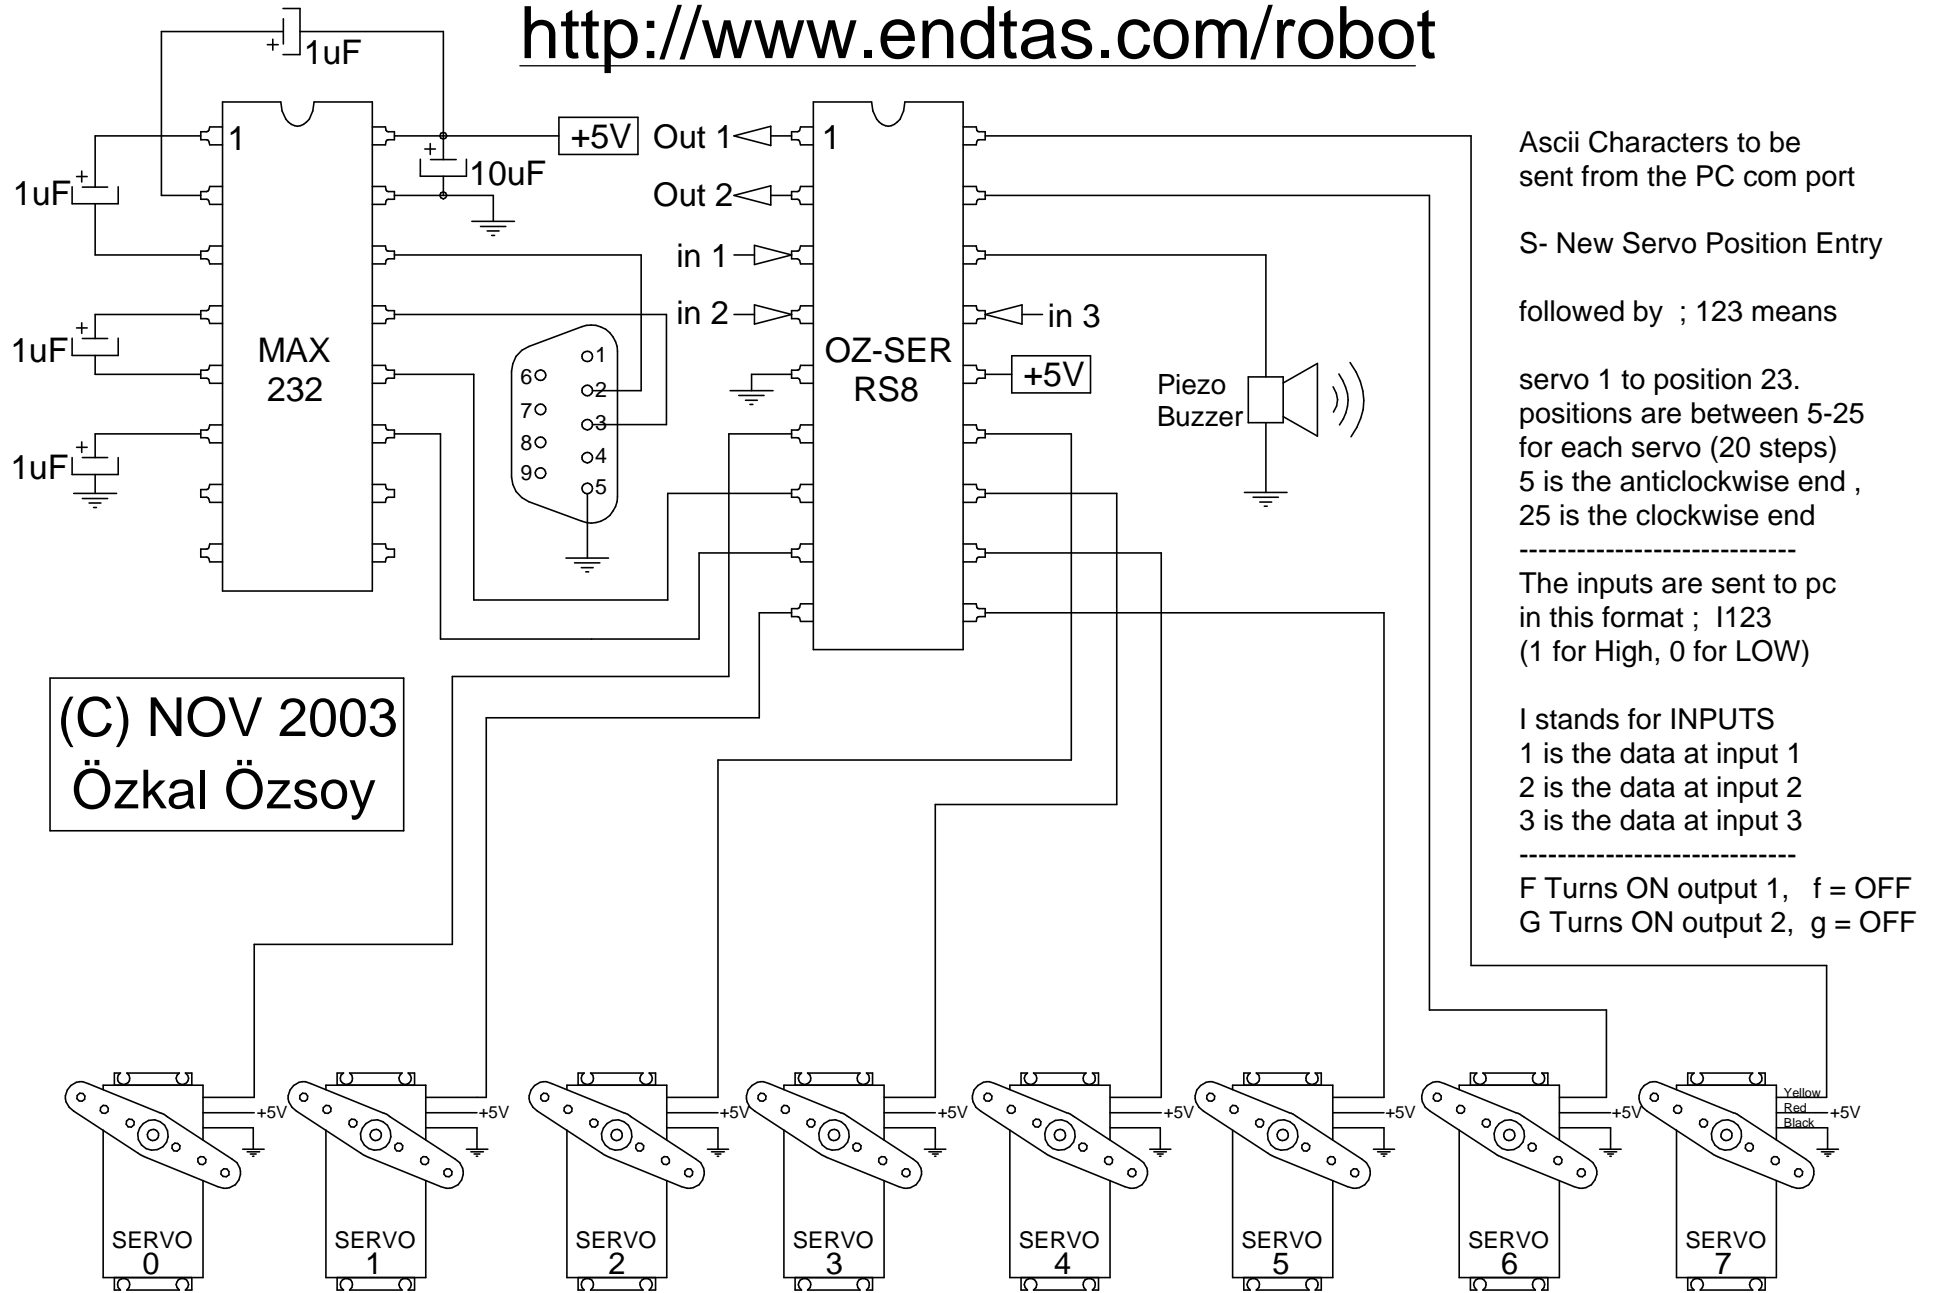 http://www.endtas.com/robot
1uF
1
+5V
10uF
1uF
1uF
1uF
MAX
232
1
2
3
4
5
6
7
8
9
Out 1
Out 2
in 1
in 2
1
in 3
+5V
OZ-SER
RS8
Piezo
Buzzer
Ascii Characters to be
sent from the PC com port
S- New Servo Position Entry
followed by ; 123 means
servo 1 to position 23.
positions are between 5-25
for each servo (20 steps)
5 is the anticlockwise end ,
25 is the clockwise end
-----------------------------
The inputs are sent to pc
in this format ; I123
(1 for High, 0 for LOW)
I stands for INPUTS
1 is the data at input 1
2 is the data at input 2
3 is the data at input 3
-----------------------------
F Turns ON output 1, f = OFF
G Turns ON output 2, g = OFF
(C) NOV 2003
Özkal Özsoy
+5V
SERVO
0
+5V
SERVO
1
+5V
SERVO
2
+5V
SERVO
3
+5V
SERVO
4
+5V
SERVO
5
+5V
SERVO
6
Yellow
Red
+5V
Black
SERVO
7